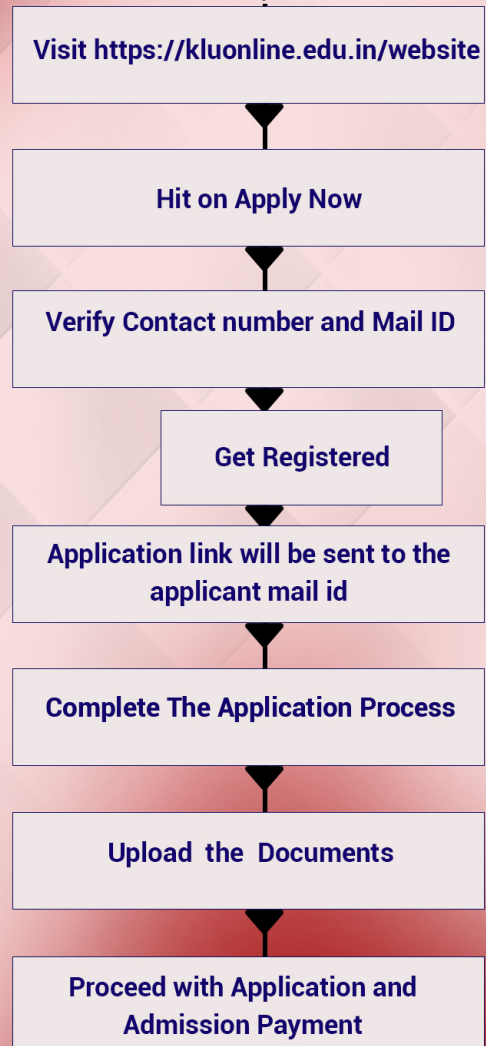 Visit https://kluonline.edu.in/website
Hit on Apply Now
Verify Contact number and Mail ID
Get Registered
Application link will be sent to the
applicant mail id
Complete The Application Process
Upload the Documents
Proceed with Application and
Admission Payment